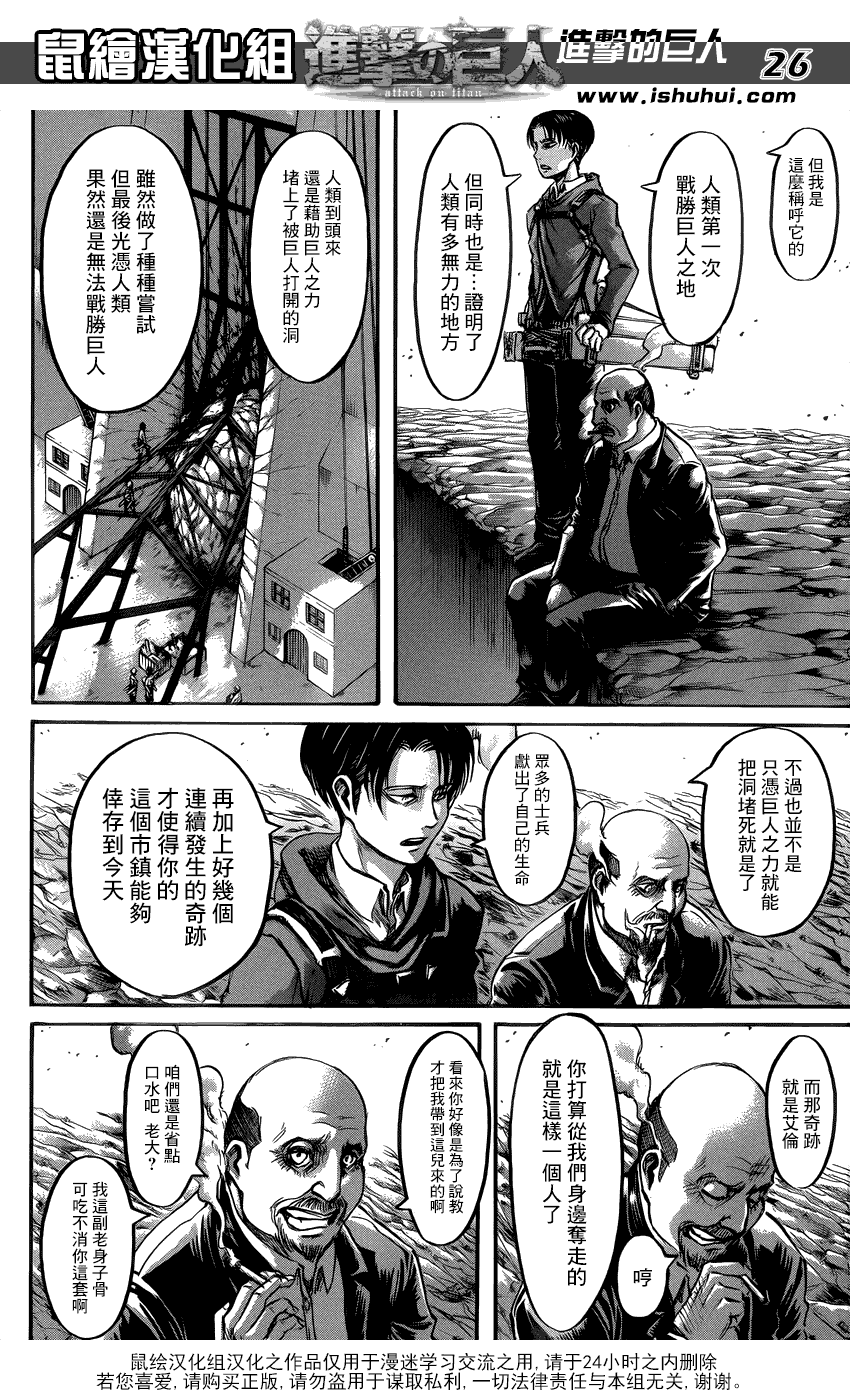 鼠繪漢化組
進撃の巨人
attack on titan
進擊的巨人
26
www.ishuhui.com
但我是
這麼稱呼它的
人類第一次
戰勝巨人之地
但同時也是…證明了
人類有多無力的地方
人類到頭來
還是藉助巨人之力
堵上了被巨人打開的洞
雖然做了種種嘗試
但最後光憑人類
果然還是無法戰勝巨人
不過也並不是
只憑巨人之力就能
把洞堵死就是了
眾多的士兵
獻出了自己的生命
再加上好幾個
連續發生的奇跡
才使得你的
這個市鎮能夠
倖存到今天
而那奇跡
就是艾倫
你打算從我們身邊奪走的
就是這樣一個人了
哼
看來你好像是為了說教
才把我帶到這兒來的啊
咱們還是省點
口水吧 老大?
我這副老身子骨
可吃不消你這套啊
鼠绘汉化组汉化之作品仅用于漫迷学习交流之用, 请于24小时之内删除
若您喜爱, 请购买正版, 请勿盗用于谋取私利, 一切法律责任与本组无关, 谢谢.